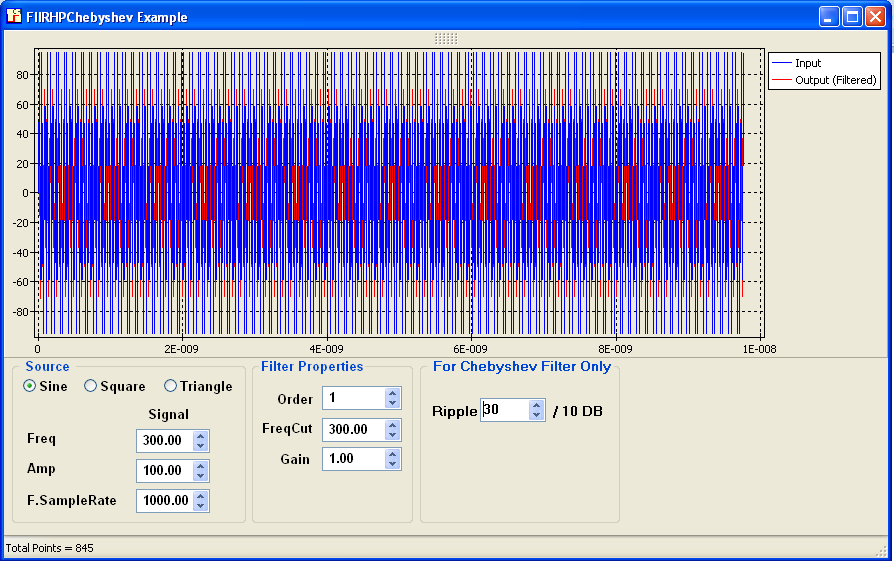 FIIRHPChebyshev Example
80
60
40
20
0
-20
-40
-60
-80
0 2E-009 4E-009 6E-009 8E-009 1E-008
Input
Output (Filtered)
Source
Sine Square Triangle
Signal
Freq 300.00
Amp 100.00
F.SampleRate 1000.00
Filter Properties
Order 1
FreqCut 300.00
Gain 1.00
For Chebyshev Filter Only
Ripple 30 / 10 DB
Total Points = 845